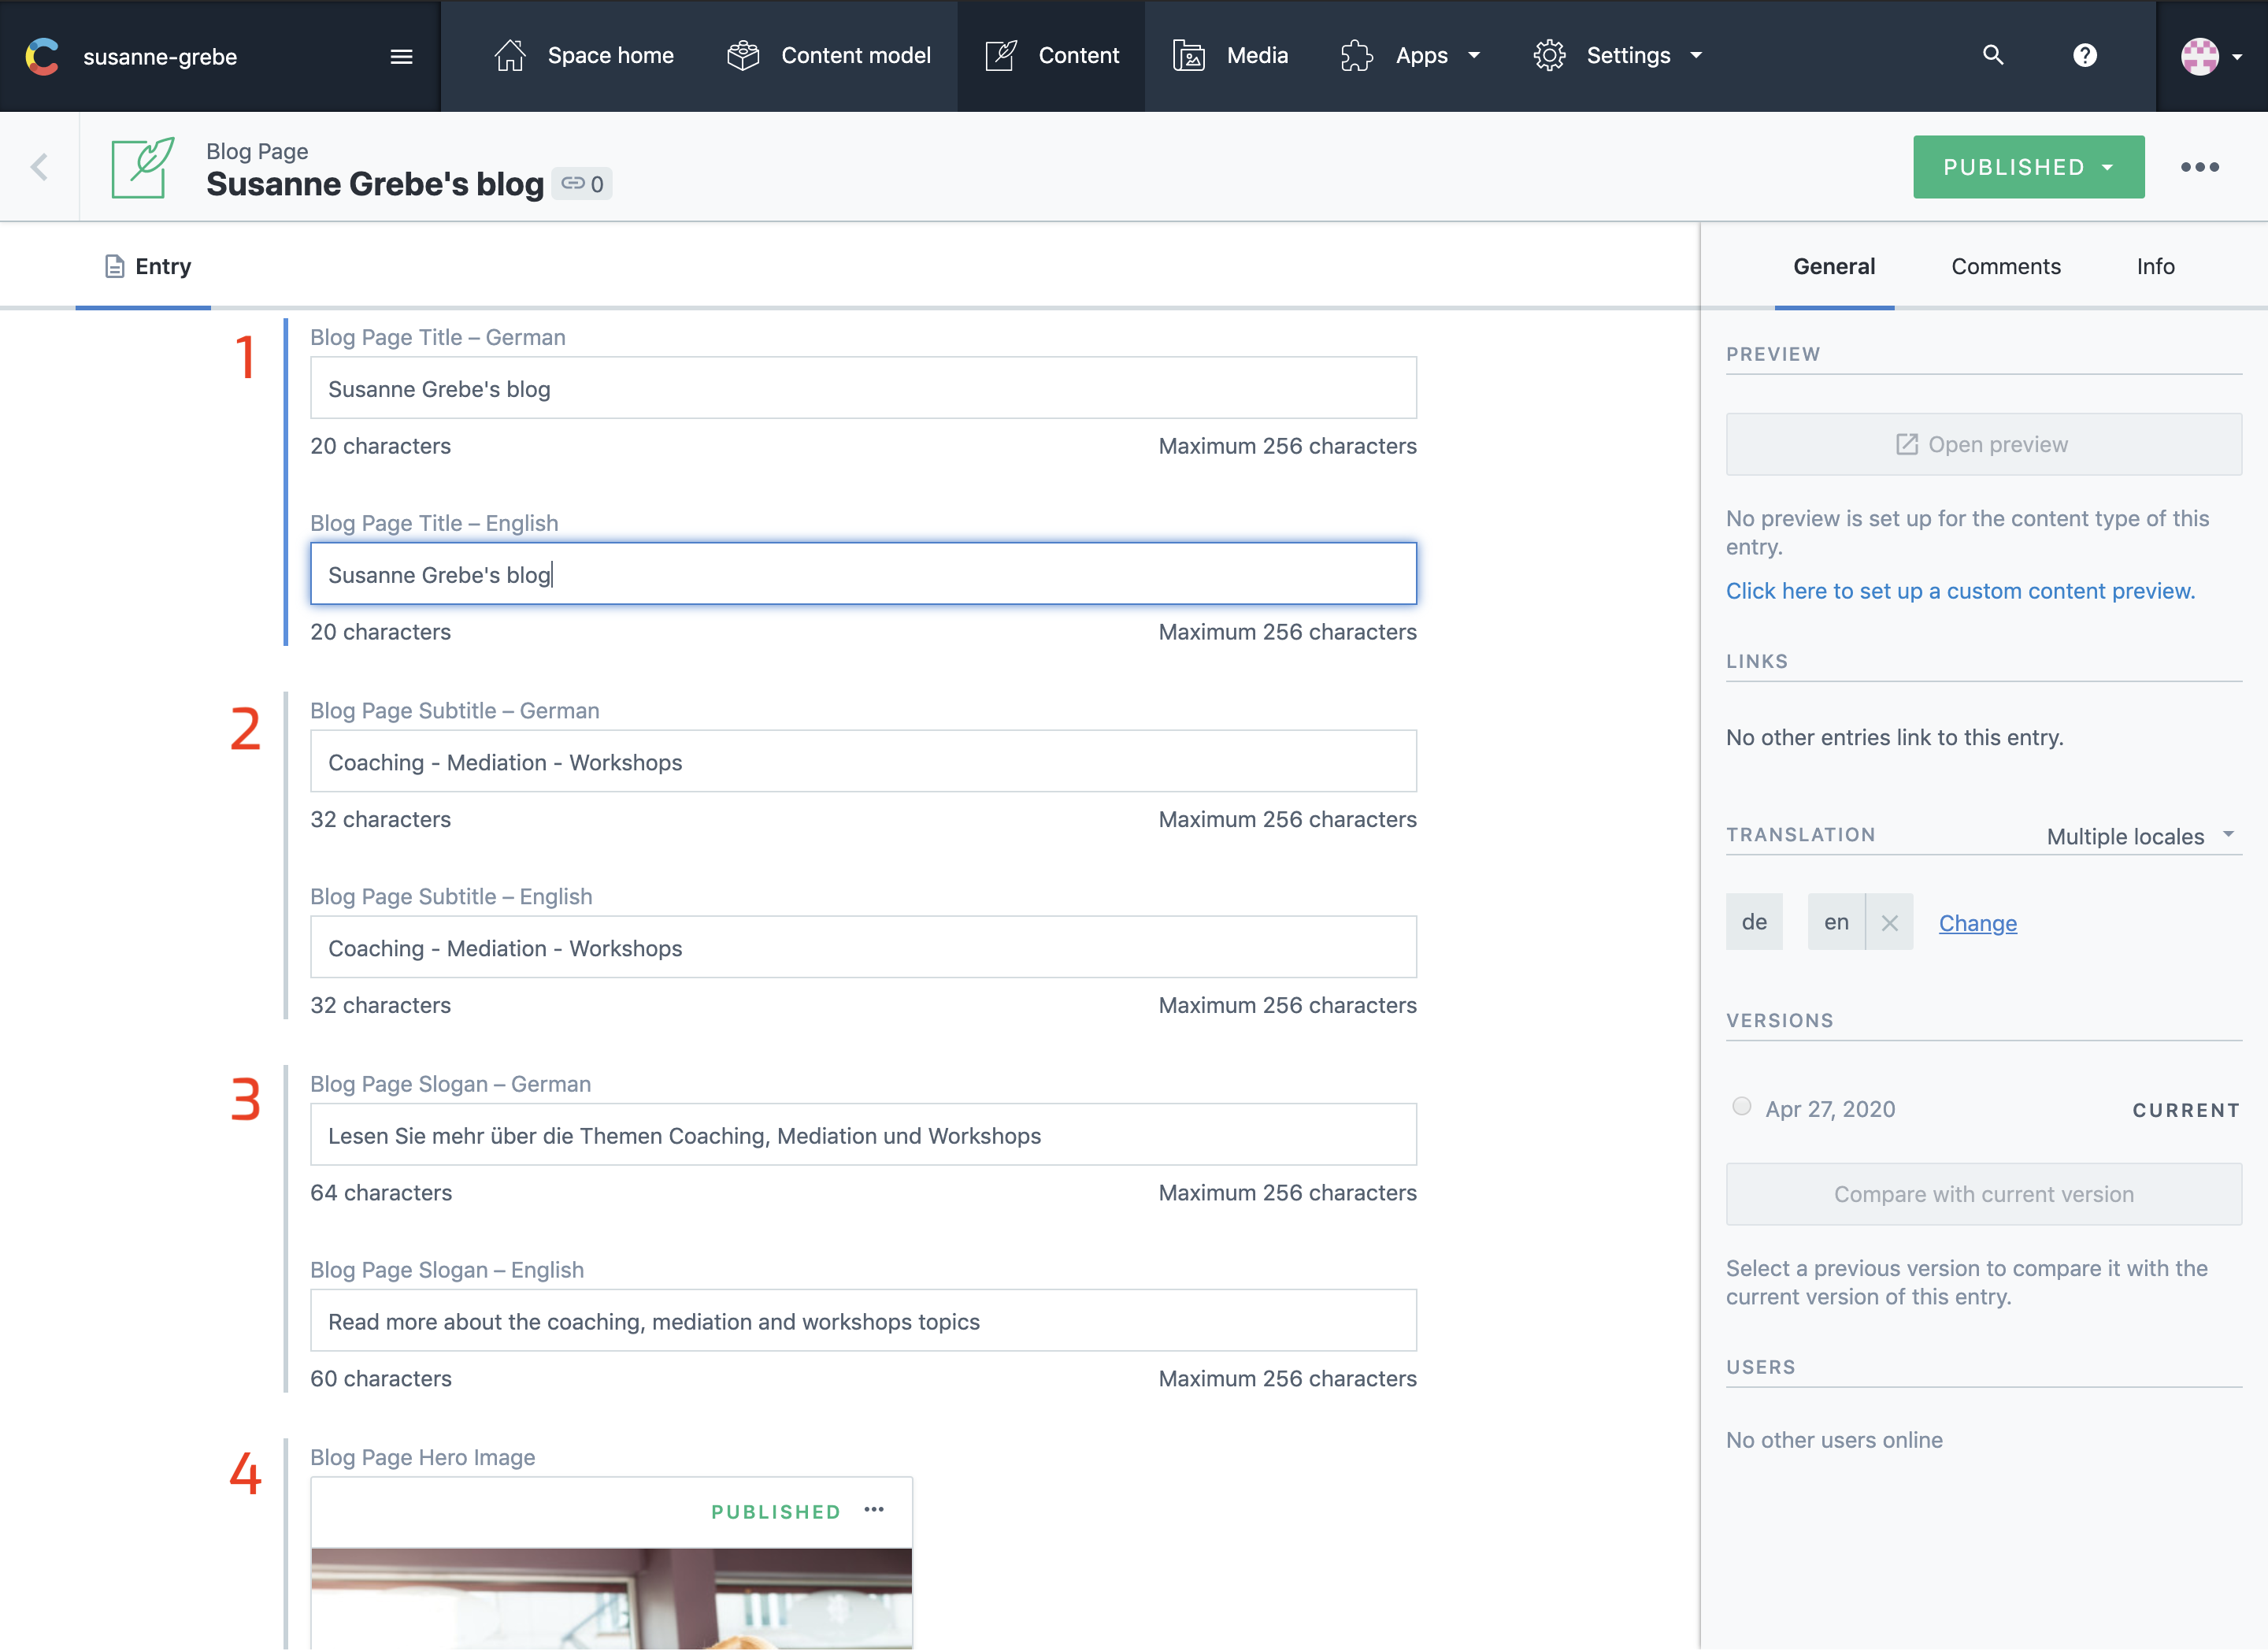 susanne-grebe
Space home
Content model
Content
Media
Apps
Settings
Blog Page
Susanne Grebe's blog 0
PUBLISHED
Entry
General
Comments
Info
1
Blog Page Title – German
Susanne Grebe's blog
20 characters
Maximum 256 characters
Blog Page Title – English
Susanne Grebe's blog
20 characters
Maximum 256 characters
2
Blog Page Subtitle – German
Coaching - Mediation - Workshops
32 characters
Maximum 256 characters
Blog Page Subtitle – English
Coaching - Mediation - Workshops
32 characters
Maximum 256 characters
3
Blog Page Slogan – German
Lesen Sie mehr über die Themen Coaching, Mediation und Workshops
64 characters
Maximum 256 characters
Blog Page Slogan – English
Read more about the coaching, mediation and workshops topics
60 characters
Maximum 256 characters
4
Blog Page Hero Image
PUBLISHED
PREVIEW
Open preview
No preview is set up for the content type of this
entry.
Click here to set up a custom content preview.
LINKS
No other entries link to this entry.
TRANSLATION
Multiple locales
de
en
Change
VERSIONS
Apr 27, 2020
CURRENT
Compare with current version
Select a previous version to compare it with the
current version of this entry.
USERS
No other users online